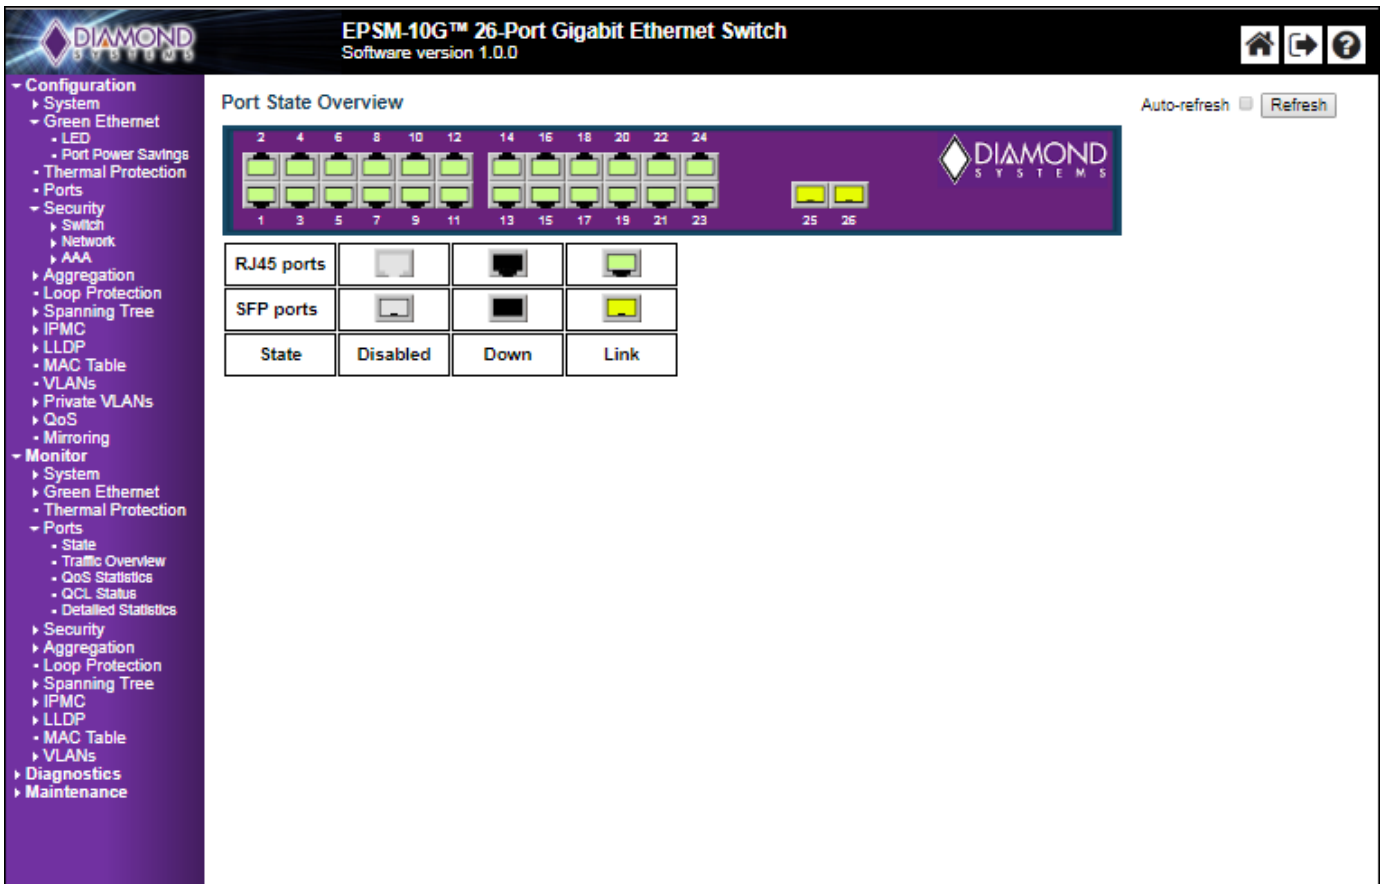 DIAMOND
SYSTEMS
EPSM-10G™ 26-Port Gigabit Ethernet Switch
Software version 1.0.0
Configuration
System
Green Ethernet
LED
Port Power Savings
Thermal Protection
Ports
Security
Switch
Network
AAA
Aggregation
Loop Protection
Spanning Tree
IPMC
LLDP
MAC Table
VLANs
Private VLANs
QoS
Mirroring
Monitor
System
Green Ethernet
Thermal Protection
Ports
State
Traffic Overview
QoS Statistics
QCL Status
Detailed Statistics
Security
Aggregation
Loop Protection
Spanning Tree
IPMC
LLDP
MAC Table
VLANs
Diagnostics
Maintenance
Port State Overview
Auto-refresh Refresh
2 4 6 8 10 12 14 16 18 20 22 24
DIAMOND
SYSTEMS
1 3 5 7 9 11 13 15 17 19 21 23 25 26
RJ45 ports
SFP ports
State Disabled Down Link